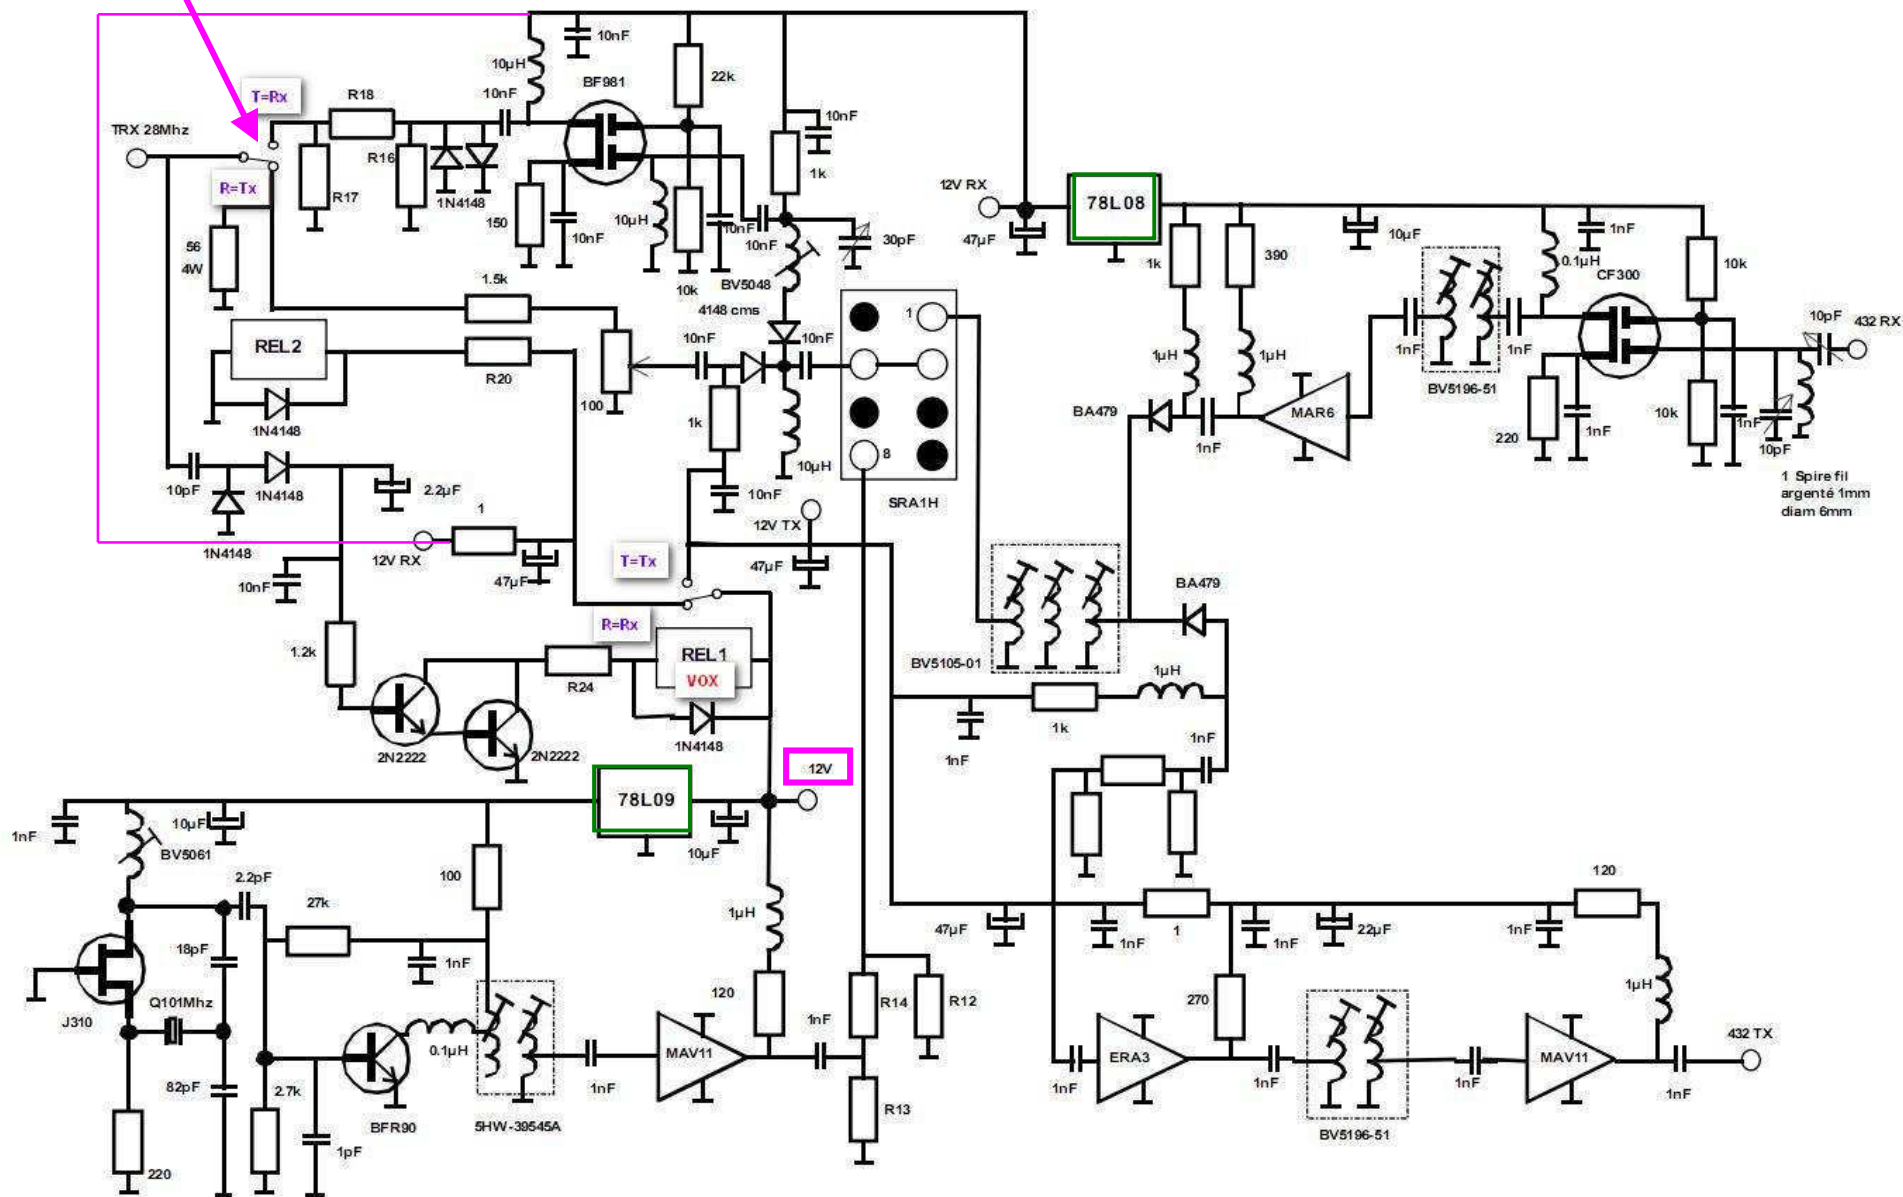 10nF
10µH
BF981
22k
T=Rx
R18
10nF
10nF
TRX 28Mhz
R16
1k
R=Tx
R17
1N4148
12V RX
78L08
150
10µH
10nF
10nF
10nF
30pF
47µF
10µF
1nF
56
4W
1k
390
0.1µH
10k
CF300
1.5k
10k
BV5048
4148 cms
1
10pF
432 RX
REL2
10nF
10nF
1µH
1µH
1nF
1nF
R20
BV5196-51
100
BA479
MAR6
1N4148
1k
10k
8
1nF
220
1nF
1nF
10pF
10µH
10pF
1N4148
2.2µF
10nF
SRA1H
1 Spire fil
argenté 1mm
diam 6mm
1
12V TX
1N4148
12V RX
T=Tx
47µF
10nF
47µF
BA479
R=Rx
1.2k
REL1
BV5105-01
1µH
VOX
R24
1k
1N4148
1nF
1nF
2N2222
2N2222
12V
78L09
1nF
10µF
10µF
BV5061
100
120
2.2pF
27k
1µH
18pF
1nF
47µF
1nF
1
1nF
22µF
1nF
120
R14
R12
270
1µH
Q101Mhz
J310
1nF
0.1µH
MAV11
432 TX
ERA3
MAV11
82pF
2.7k
1nF
1nF
1nF
1nF
1nF
R13
BFR90
5HW-39545A
BV5196-51
1pF
220